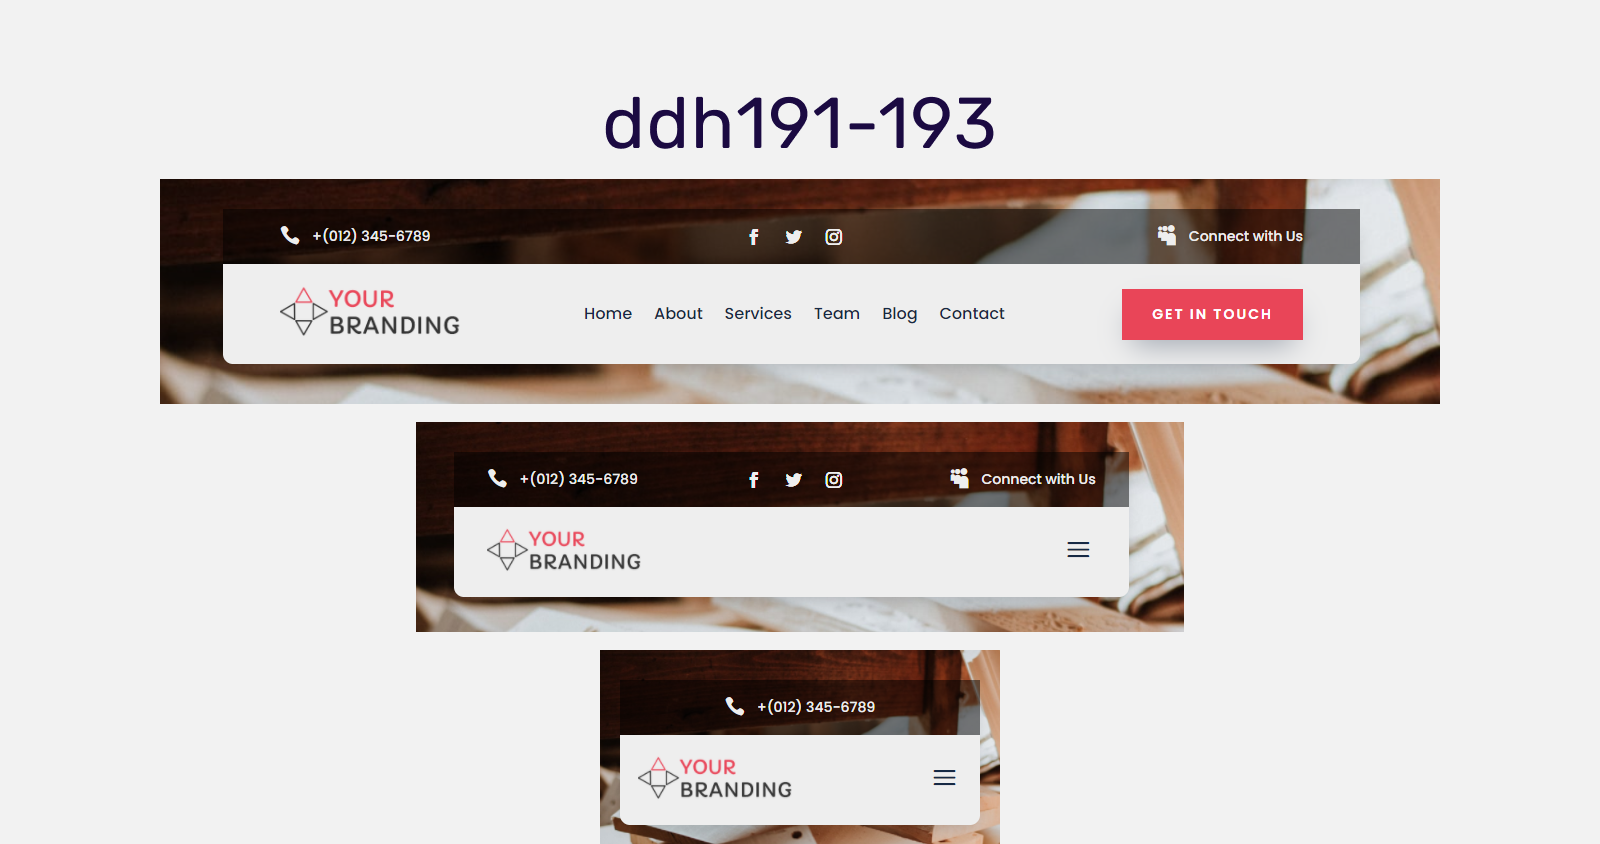 ddh191-193
+(012) 345-6789
Connect with Us
YOUR
BRANDING
Home About Services Team Blog Contact
GET IN TOUCH
+(012) 345-6789
Connect with Us
YOUR
BRANDING
+(012) 345-6789
YOUR
BRANDING